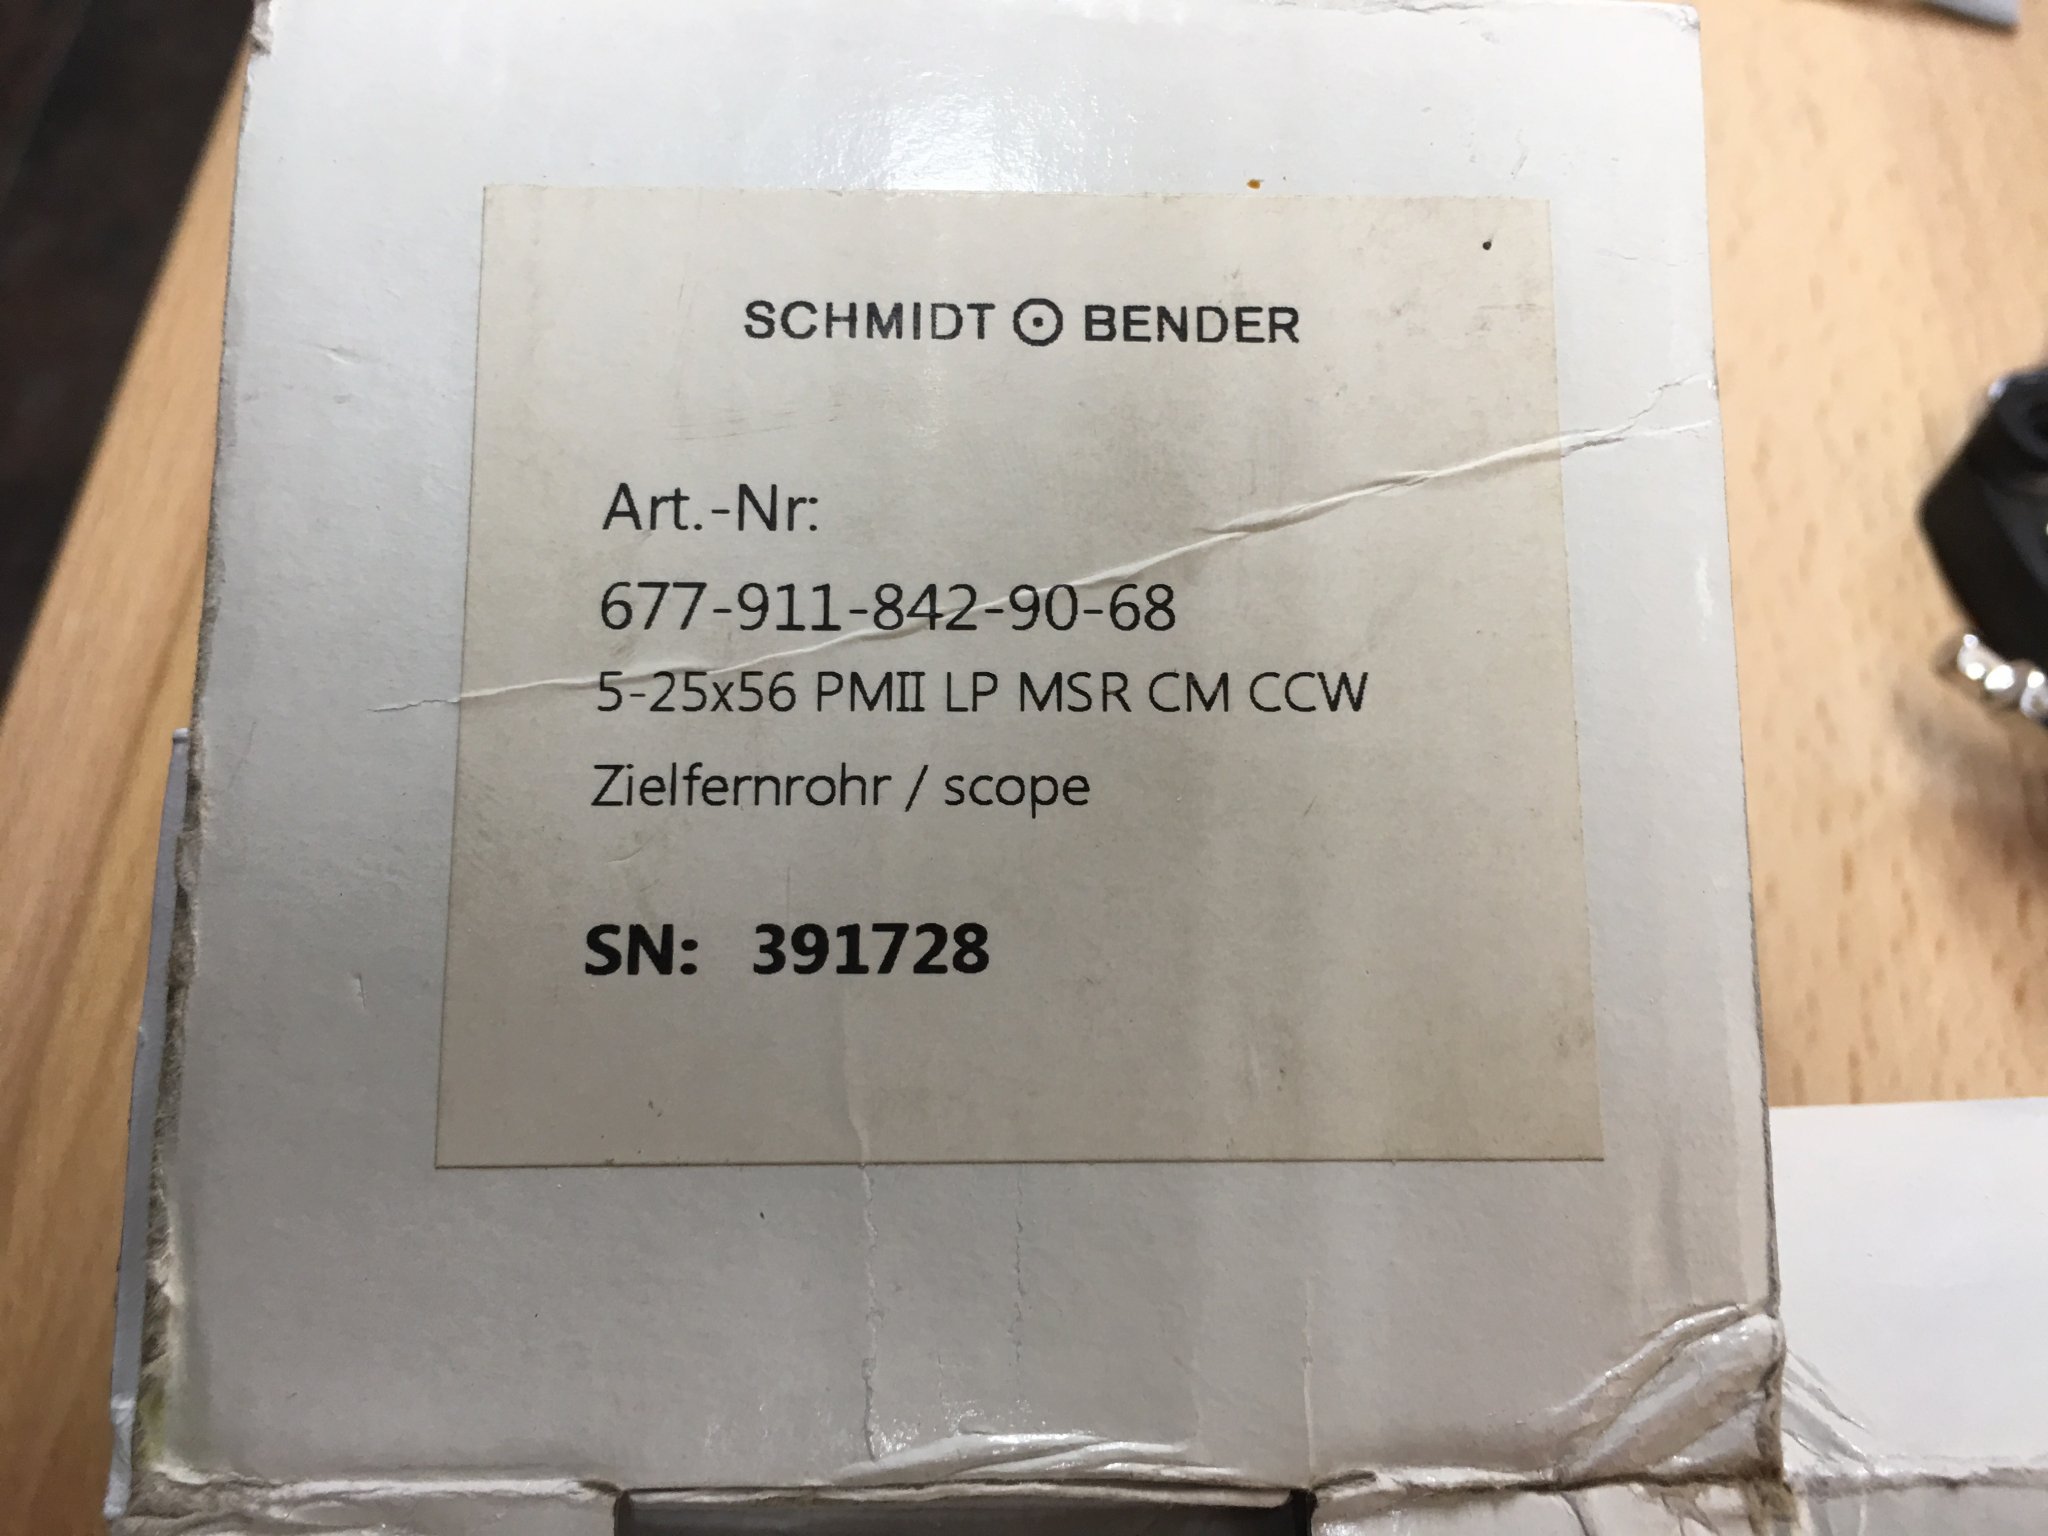 SCHMIDT BENDER
Art.-Nr:
677-911-842-90-68
5-25x56 PMII LP MSR CM CCW
Zielfernrohr / scope
SN: 391728